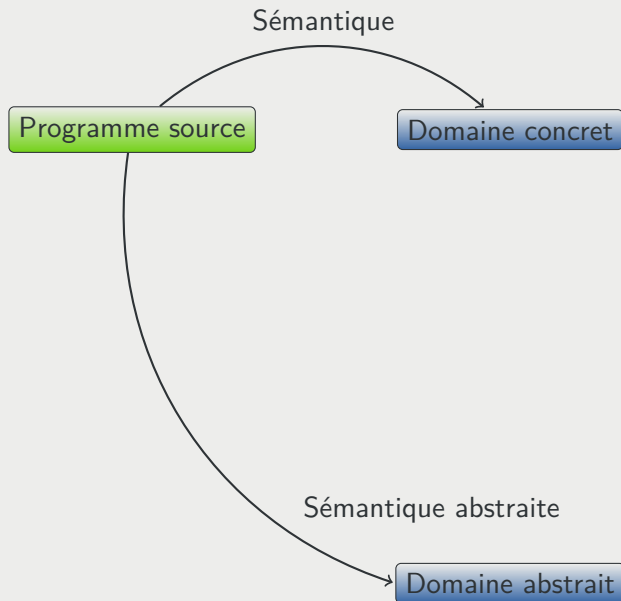 Sémantique
Programme source
Domaine concret
Sémantique abstraite
Domaine abstrait